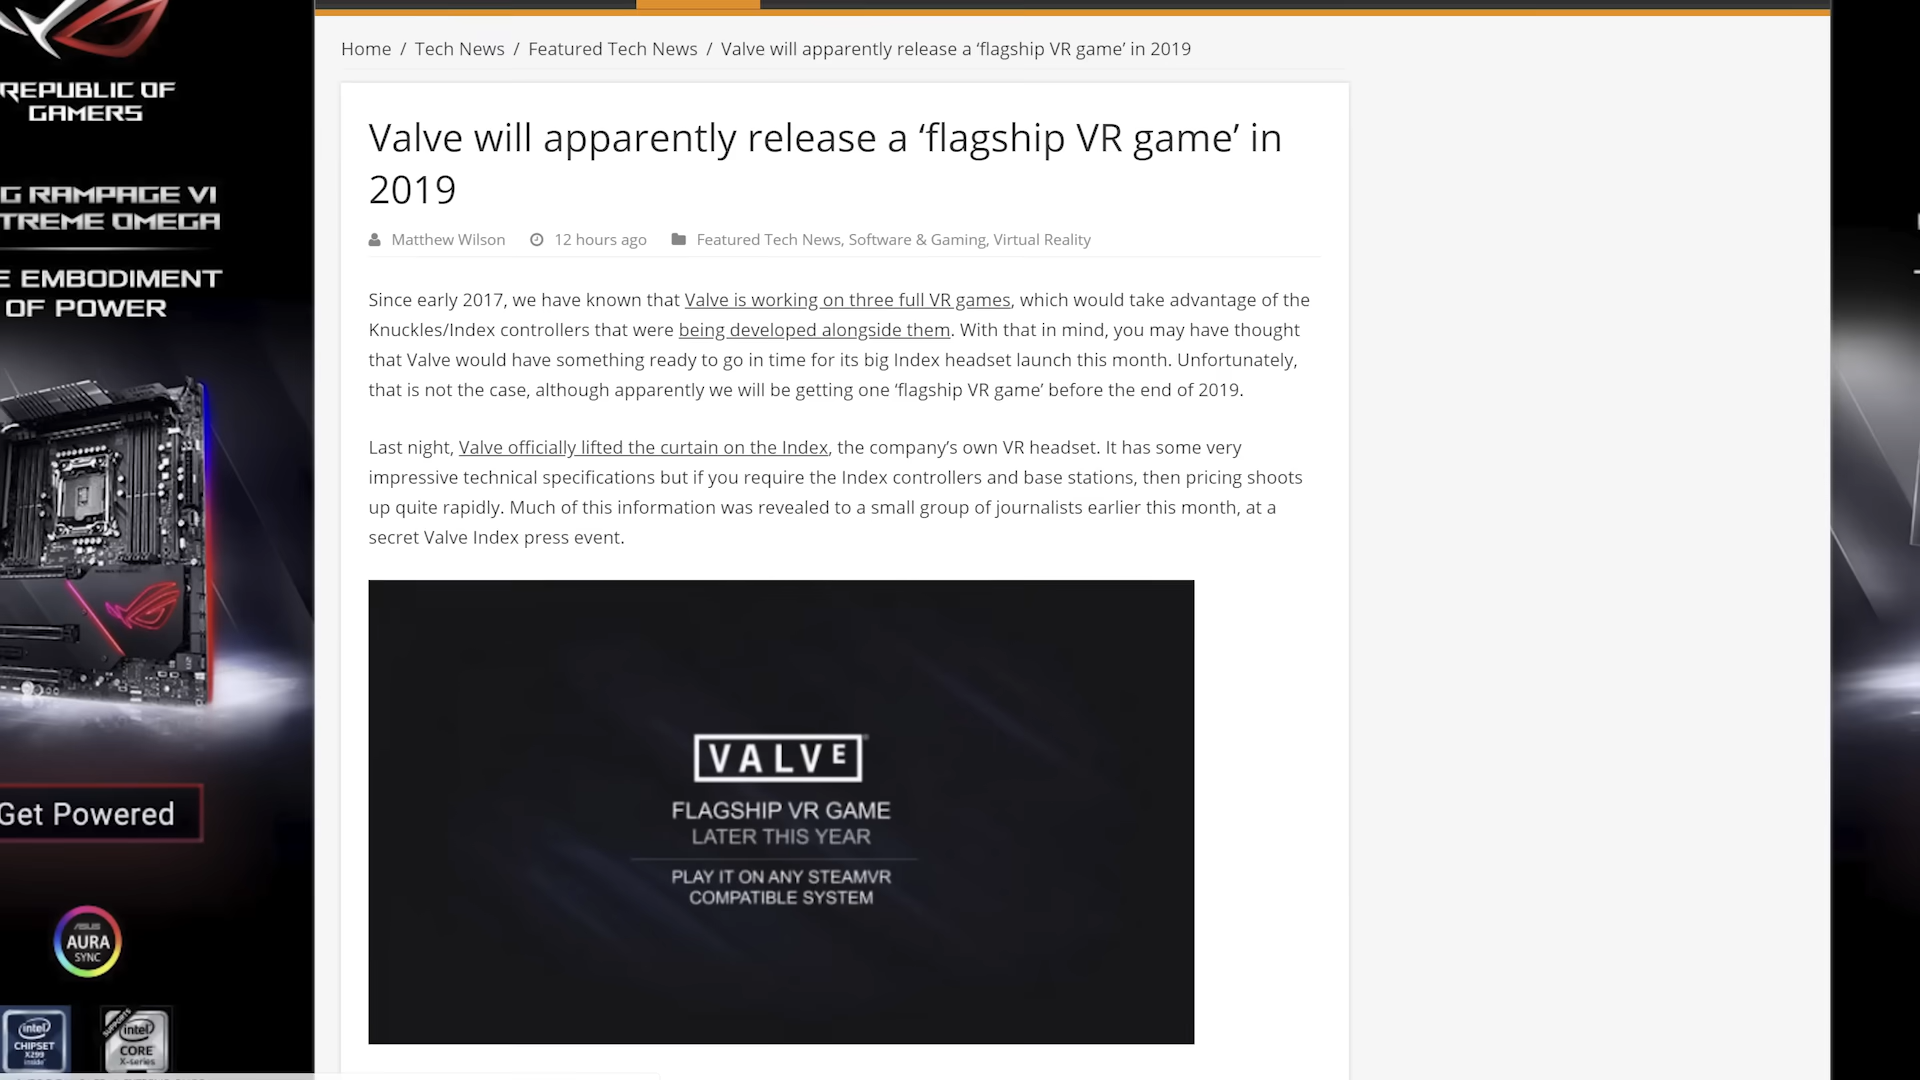 Home / Tech News / Featured Tech News / Valve will apparently release a ‘flagship VR game’ in 2019
Valve will apparently release a ‘flagship VR game’ in
2019
Matthew Wilson 12 hours ago Featured Tech News, Software & Gaming, Virtual Reality
Since early 2017, we have known that Valve is working on three full VR games, which would take advantage of the
Knuckles/Index controllers that were being developed alongside them. With that in mind, you may have thought
that Valve would have something ready to go in time for its big Index headset launch this month. Unfortunately,
that is not the case, although apparently we will be getting one ‘flagship VR game’ before the end of 2019.
Last night, Valve officially lifted the curtain on the Index, the company’s own VR headset. It has some very
impressive technical specifications but if you require the Index controllers and base stations, then pricing shoots
up quite rapidly. Much of this information was revealed to a small group of journalists earlier this month, at a
secret Valve Index press event.
VALVE
FLAGSHIP VR GAME
LATER THIS YEAR
PLAY IT ON ANY STEAMVR
COMPATIBLE SYSTEM
REPUBLIC OF
GAMERS
G RAMPAGE VI
TREME OMEGA
E EMBODIMENT
OF POWER
Get Powered
ASUS
AURA
SYNC
intel
CHIPSET
X299
inside
SUPPORTS
intel
CORE
X-series